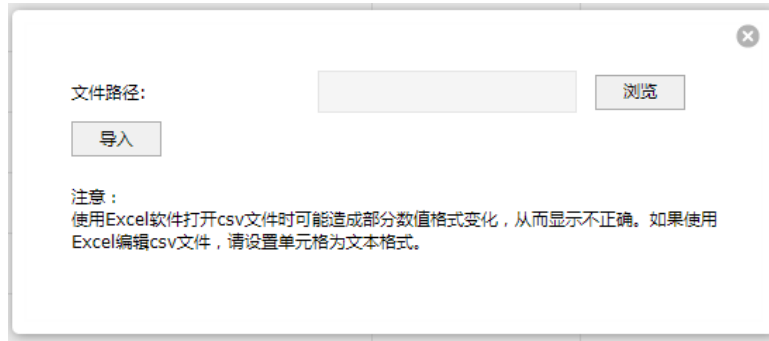 文件路径:
浏览
导入
注意：
使用Excel软件打开csv文件时可能造成部分数值格式变化，从而显示不正确。如果使用
Excel编辑csv文件，请设置单元格为文本格式。